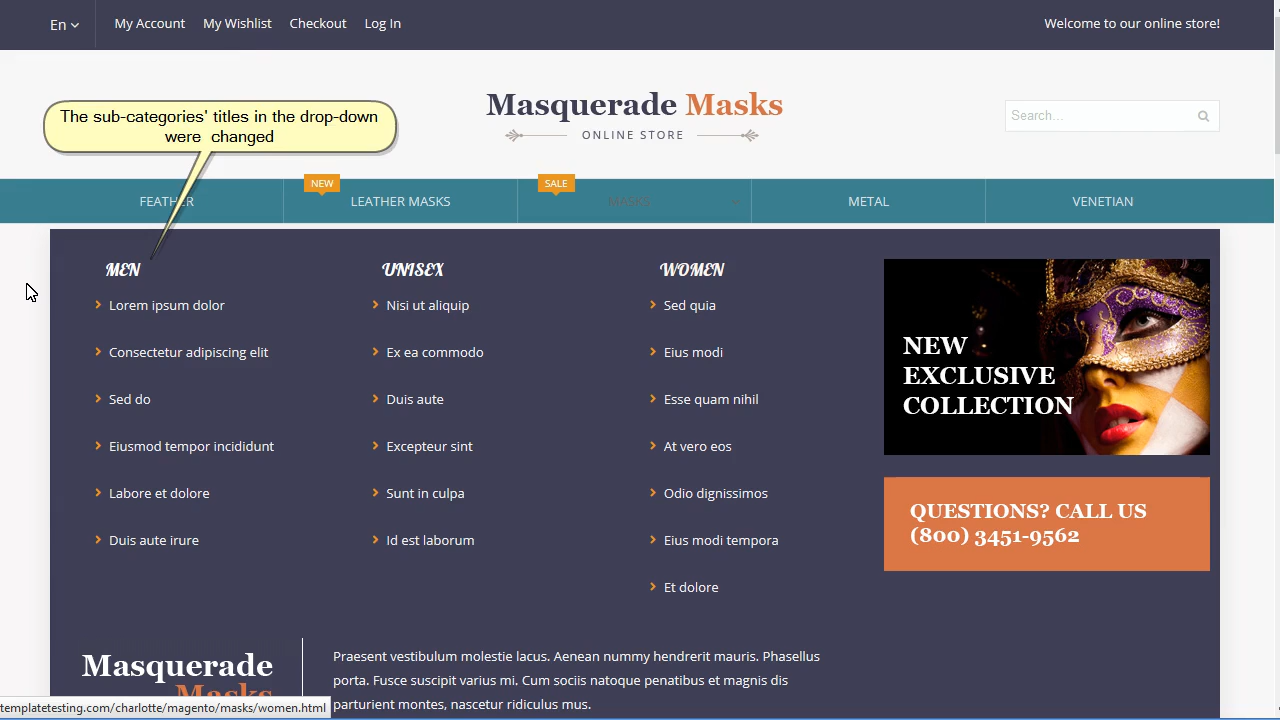 En
My Account My Wishlist Checkout Log In
Welcome to our online store!
The sub-categories' titles in the drop-down
were changed
Masquerade Masks
ONLINE STORE
Search...
FEATHER
NEW
LEATHER MASKS
SALE
MASKS
METAL
VENETIAN
MEN
Lorem ipsum dolor
Consectetur adipiscing elit
Sed do
Eiusmod tempor incididunt
Labore et dolore
Duis aute irure
UNISEX
Nisi ut aliquip
Ex ea commodo
Duis aute
Excepteur sint
Sunt in culpa
Id est laborum
WOMEN
Sed quia
Eius modi
Esse quam nihil
At vero eos
Odio dignissimos
Eius modi tempora
Et dolore
NEW
EXCLUSIVE
COLLECTION
QUESTIONS? CALL US
(800) 3451-9562
Masquerade
Masks
Praesent vestibulum molestie lacus. Aenean nummy hendrerit mauris. Phasellus
porta. Fusce suscipit varius mi. Cum sociis natoque penatibus et magnis dis
parturient montes, nascetur ridiculus mus.
templatetesting.com/charlotte/magento/masks/women.html